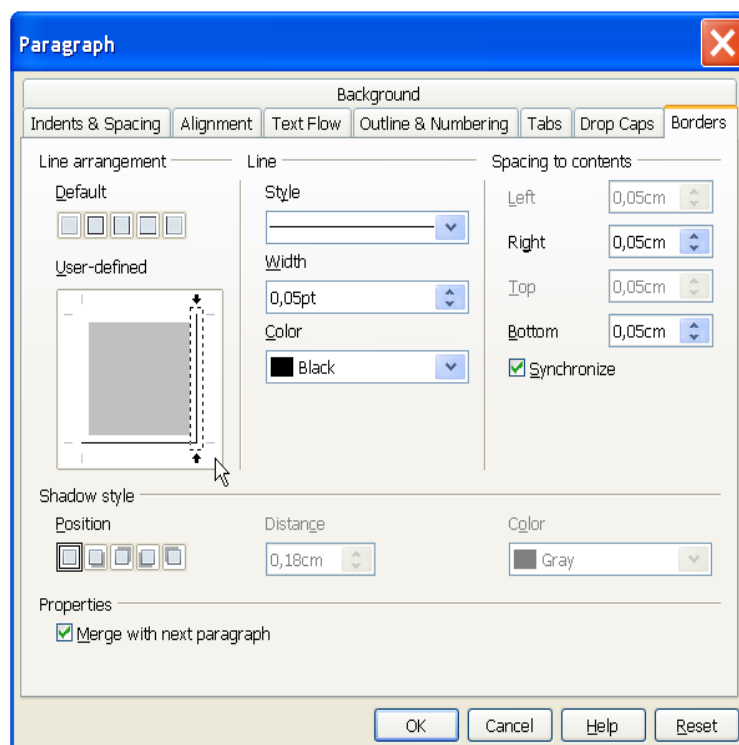 Paragraph
Background
Indents & Spacing Alignment Text Flow Outline & Numbering Tabs Drop Caps Borders
Line arrangement Line Spacing to contents
Default Style Left 0,05cm
Right 0,05cm
User-defined Width
0,05pt Top 0,05cm
Color Bottom 0,05cm
Black Synchronize
Shadow style
Position Distance Color
0,18cm Gray
Properties
Merge with next paragraph
OK Cancel Help Reset